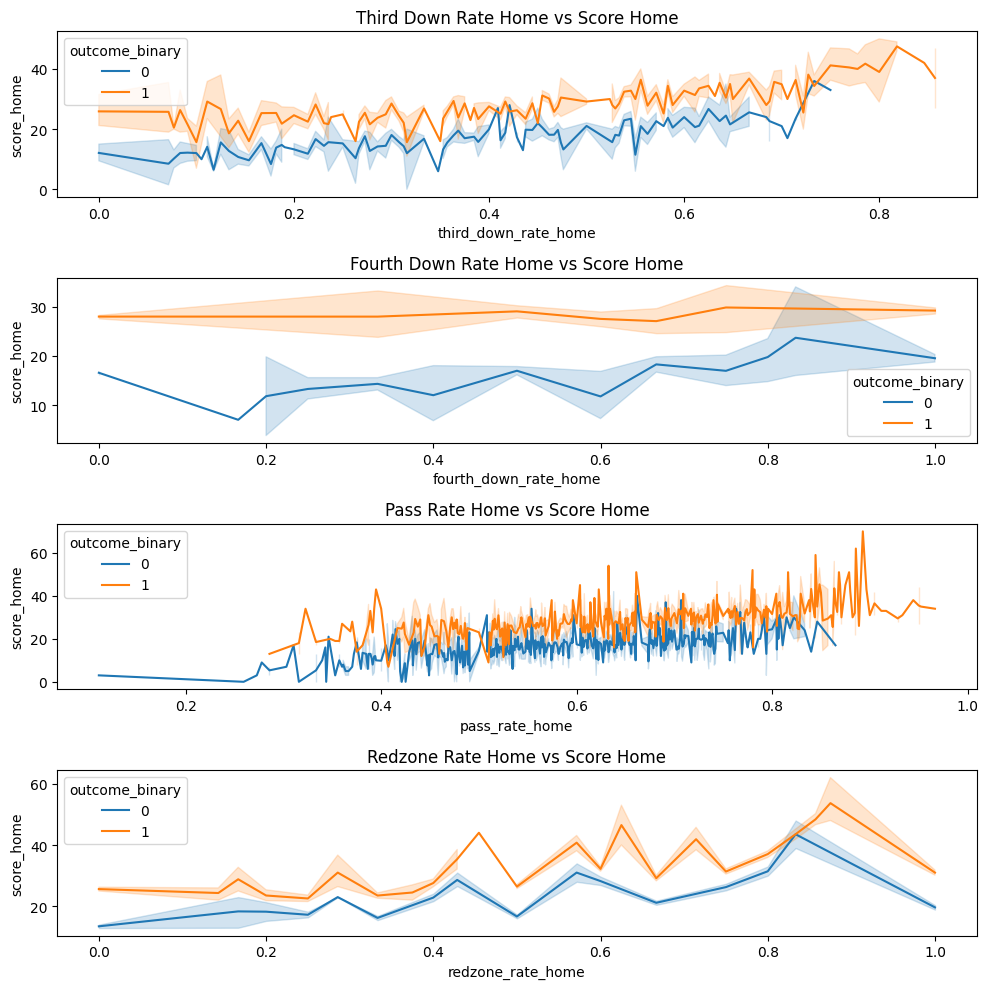 Third Down Rate Home vs Score Home
outcome_binary
0
1
score_home
40
20
0
0.0 0.2 0.4 0.6 0.8
third_down_rate_home
Fourth Down Rate Home vs Score Home
score_home
30
20
10
outcome_binary
0
1
0.0 0.2 0.4 0.6 0.8 1.0
fourth_down_rate_home
Pass Rate Home vs Score Home
outcome_binary
0
1
score_home
60
40
20
0
0.2 0.4 0.6 0.8 1.0
pass_rate_home
Redzone Rate Home vs Score Home
outcome_binary
0
1
score_home
60
40
20
0.0 0.2 0.4 0.6 0.8 1.0
redzone_rate_home